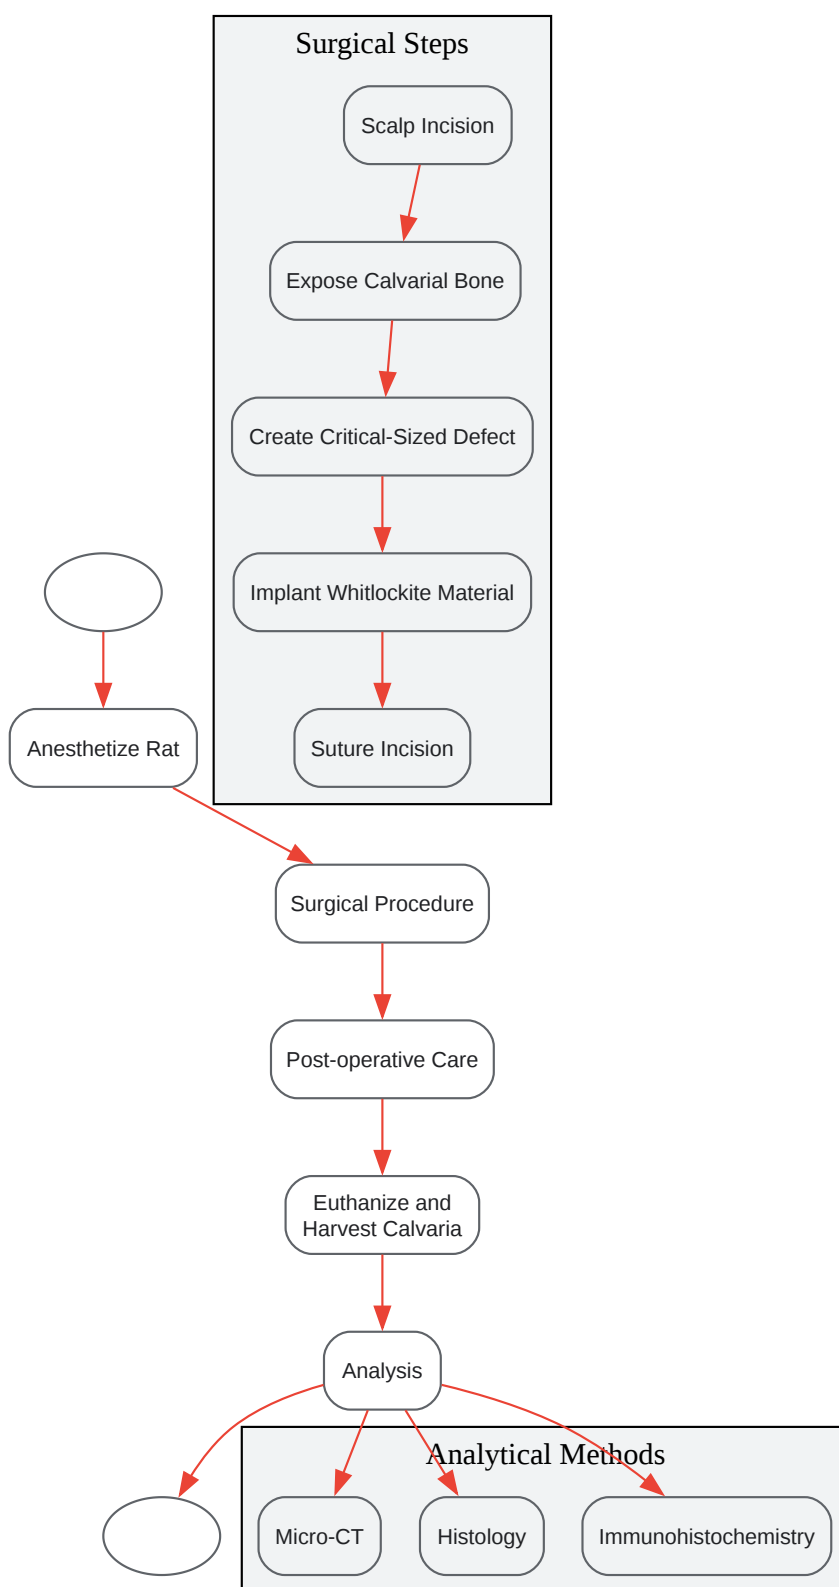 Surgical Steps
Scalp Incision
Expose Calvarial Bone
Create Critical-Sized Defect
Implant Whitlockite Material
Suture Incision
Anesthetize Rat
Surgical Procedure
Post-operative Care
Euthanize and
Harvest Calvaria
Analysis
Analytical Methods
Micro-CT
Histology
Immunohistochemistry